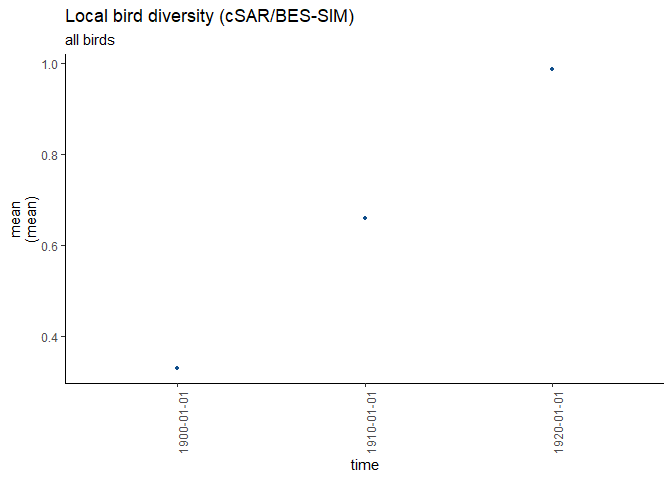 Local bird diversity (cSAR/BES-SIM)
all birds
1.0
0.8
0.6
0.4
mean
(mean)
1900-01-01
1910-01-01
1920-01-01
time